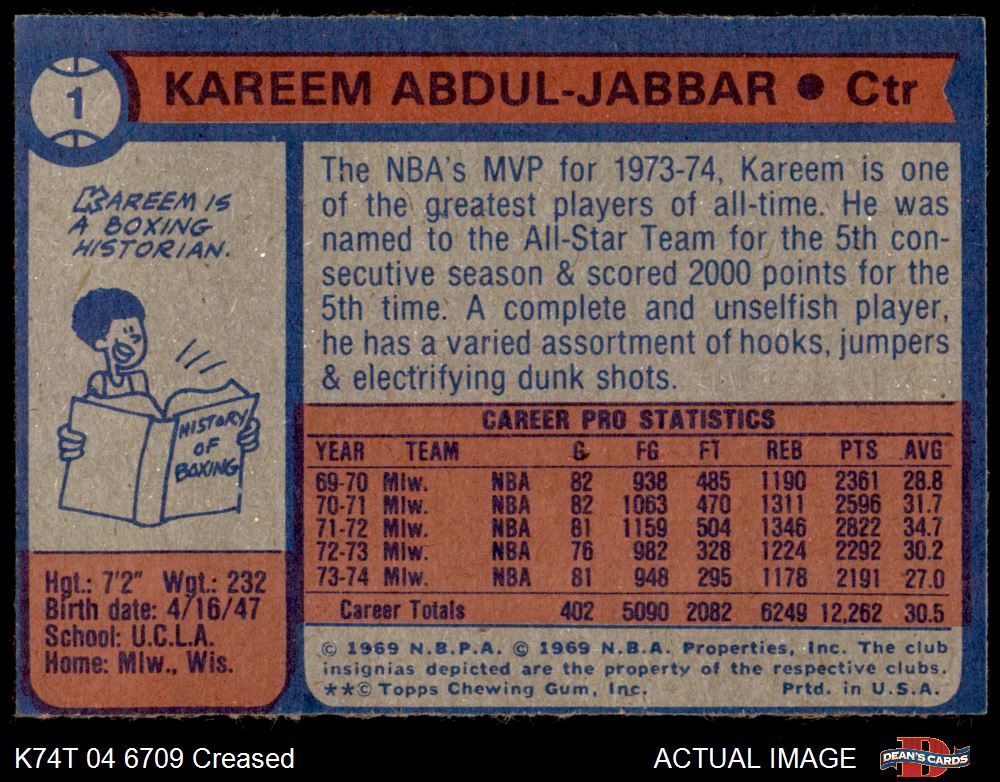 1
KAREEM ABDUL-JABBAR ● Ctr
KAREEM IS
A BOXING
HISTORIAN.
HISTORY
OF
BOXING
Hgt.: 7'2" Wgt.: 232
Birth date: 4/16/47
School: U.C.L.A.
Home: Mlw., Wis.
The NBA's MVP for 1973-74, Kareem is one
of the greatest players of all-time. He was
named to the All-Star Team for the 5th con-
secutive season & scored 2000 points for the
5th time. A complete and unselfish player,
he has a varied assortment of hooks, jumpers
& electrifying dunk shots.
CAREER PRO STATISTICS
YEAR TEAM G FG FT REB PTS AVG
69-70 Mlw. NBA 82 938 485 1190 2361 28.8
70-71 Mlw. NBA 82 1063 470 1311 2596 31.7
71-72 Mlw. NBA 81 1159 504 1346 2822 34.7
72-73 Mlw. NBA 76 982 328 1224 2292 30.2
73-74 Mlw. NBA 81 948 295 1178 2191 27.0
Career Totals 402 5090 2082 6249 12,262 30.5
© 1969 N.B.P.A. © 1969 N.B.A. Properties, Inc. The club
insignias depicted are the property of the respective clubs.
**© Topps Chewing Gum, Inc. Prtd. in U.S.A.
K74T 04 6709 Creased
ACTUAL IMAGE
D
DEAN'S CARDS